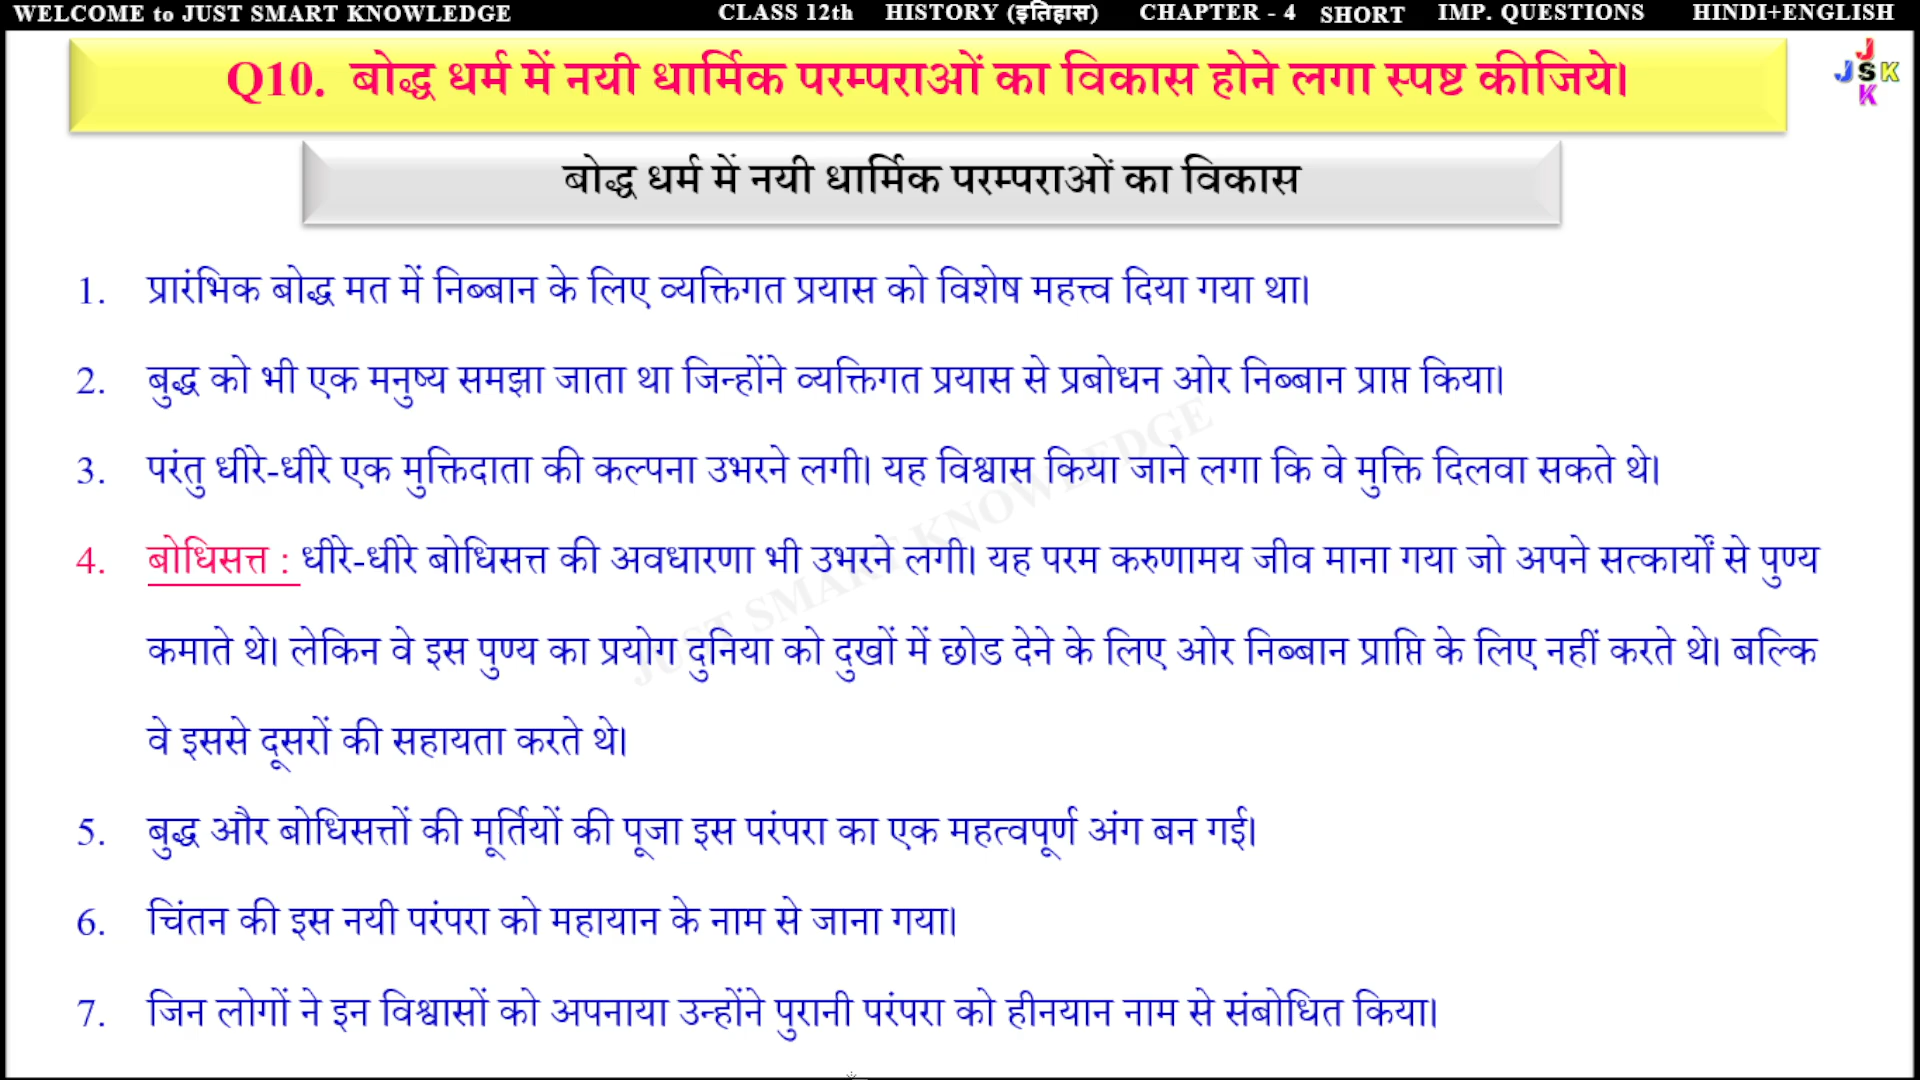 WELCOME to JUST SMART KNOWLEDGE CLASS 12th HISTORY (इतिहास) CHAPTER - 4 SHORT IMP. QUESTIONS HINDI+ENGLISH
Q10. बोद्ध धर्म में नयी धार्मिक परम्पराओं का विकास होने लगा स्पष्ट कीजिये।
J
J S K
K
बोद्ध धर्म में नयी धार्मिक परम्पराओं का विकास
1. प्रारंभिक बोद्ध मत में निब्बान के लिए व्यक्तिगत प्रयास को विशेष महत्त्व दिया गया था।
2. बुद्ध को भी एक मनुष्य समझा जाता था जिन्होंने व्यक्तिगत प्रयास से प्रबोधन ओर निब्बान प्राप्त किया।
3. परंतु धीरे-धीरे एक मुक्तिदाता की कल्पना उभरने लगी। यह विश्वास किया जाने लगा कि वे मुक्ति दिलवा सकते थे।
4. बोधिसत्त : धीरे-धीरे बोधिसत्त की अवधारणा भी उभरने लगी। यह परम करुणामय जीव माना गया जो अपने सत्कार्यों से पुण्य
कमाते थे। लेकिन वे इस पुण्य का प्रयोग दुनिया को दुखों में छोड देने के लिए ओर निब्बान प्राप्ति के लिए नहीं करते थे। बल्कि
वे इससे दूसरों की सहायता करते थे।
5. बुद्ध और बोधिसत्तों की मूर्तियों की पूजा इस परंपरा का एक महत्वपूर्ण अंग बन गई।
6. चिंतन की इस नयी परंपरा को महायान के नाम से जाना गया।
7. जिन लोगों ने इन विश्वासों को अपनाया उन्होंने पुरानी परंपरा को हीनयान नाम से संबोधित किया।
JUST SMART KNOWLEDGE